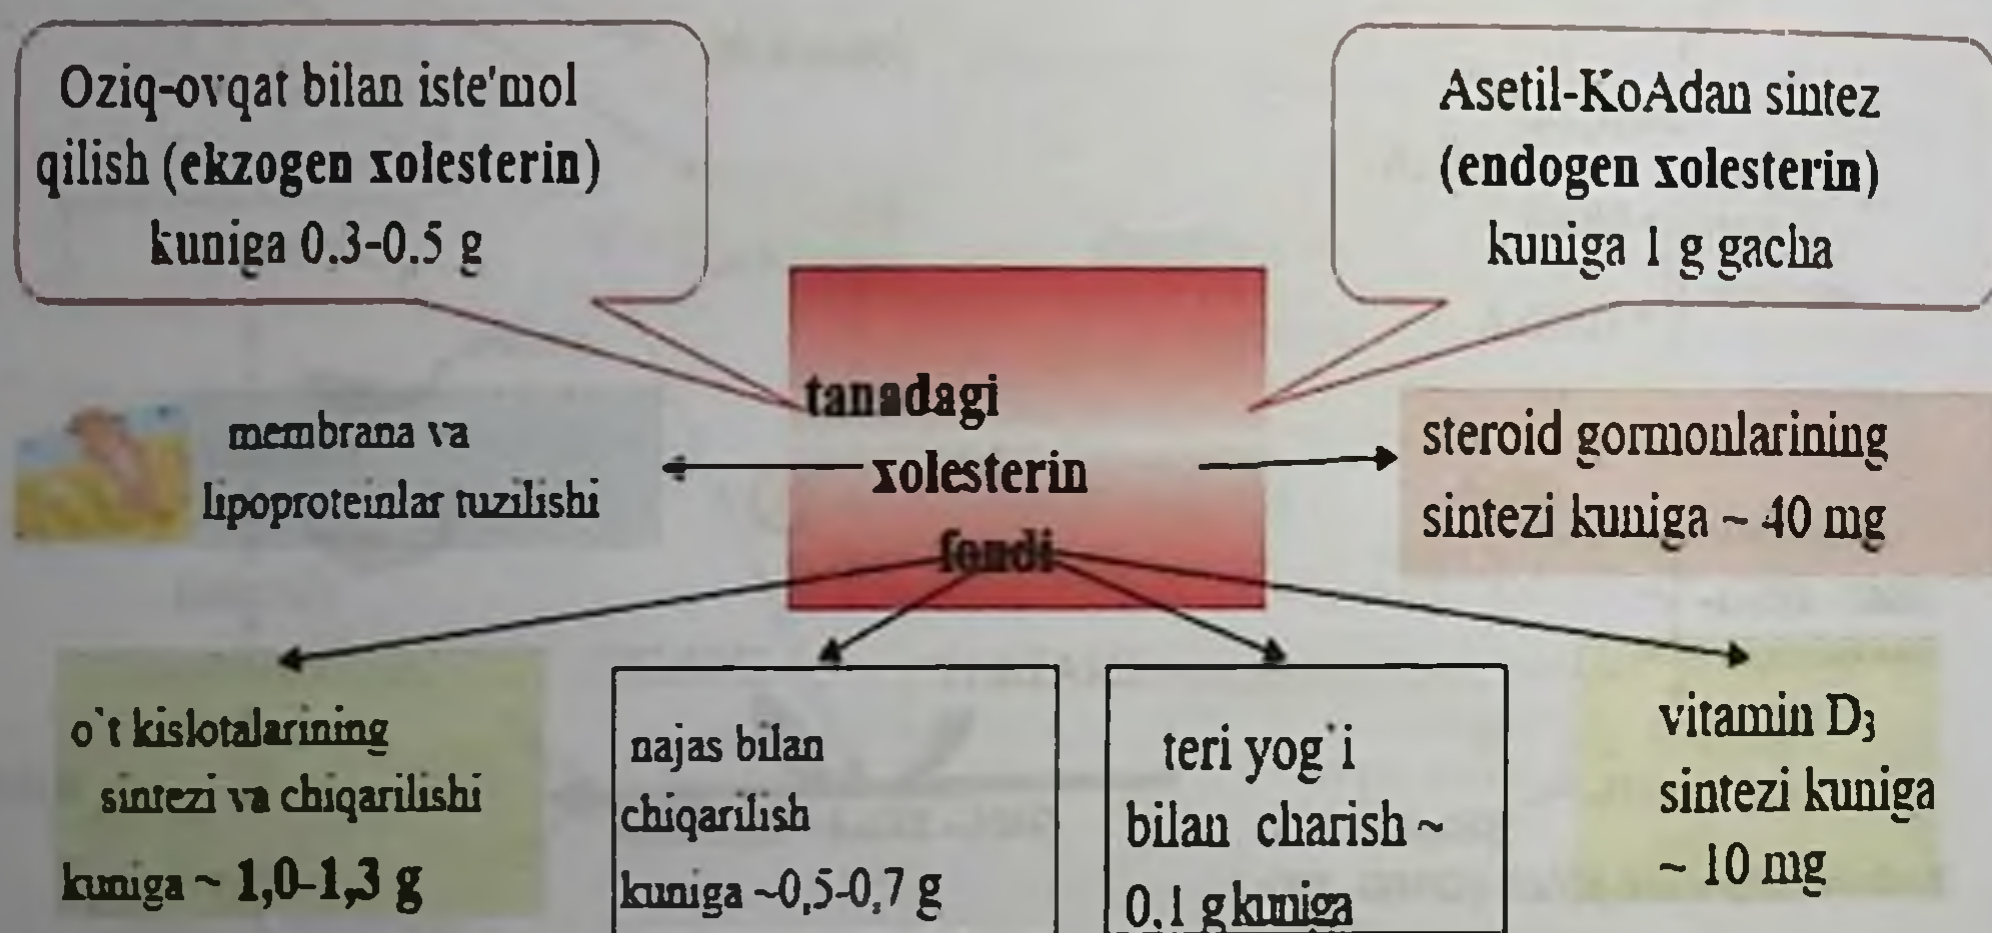 Oziq-ovqat bilan iste'mol
qilish (ekzogen xolesterin)
kuniga 0.3-0.5 g
Asetil-KoAdan sintez
(endogen xolesterin)
kuniga 1 g gacha
tanadagi
xolesterin
fondi
membrana va
lipoproteinlar tuzilishi
steroid gormonlarining
sintezi kuniga ~ 40 mg
o`t kislotalarining
sintezi va chiqarilishi
kuniga ~ 1,0-1,3 g
najas bilan
chiqarilish
kuniga ~0,5-0,7 g
teri yog`i
bilan charish ~
0,1 g kuniga
vitamin D₃
sintezi kuniga
~ 10 mg